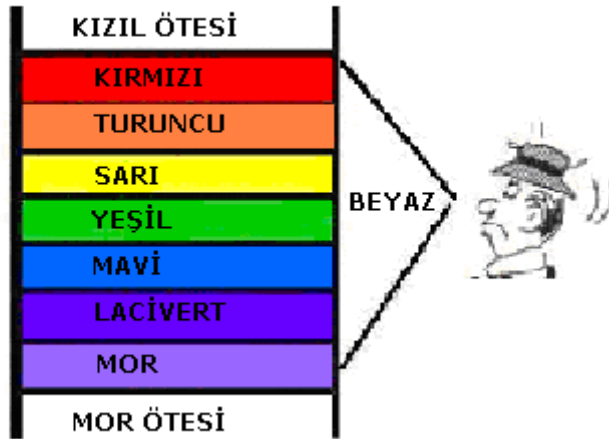 KIZIL ÖTESİ
KIRMIZI
TURUNCU
SARI
YEŞİL
BEYAZ
MAVİ
LACİVERT
MOR
MOR ÖTESİ